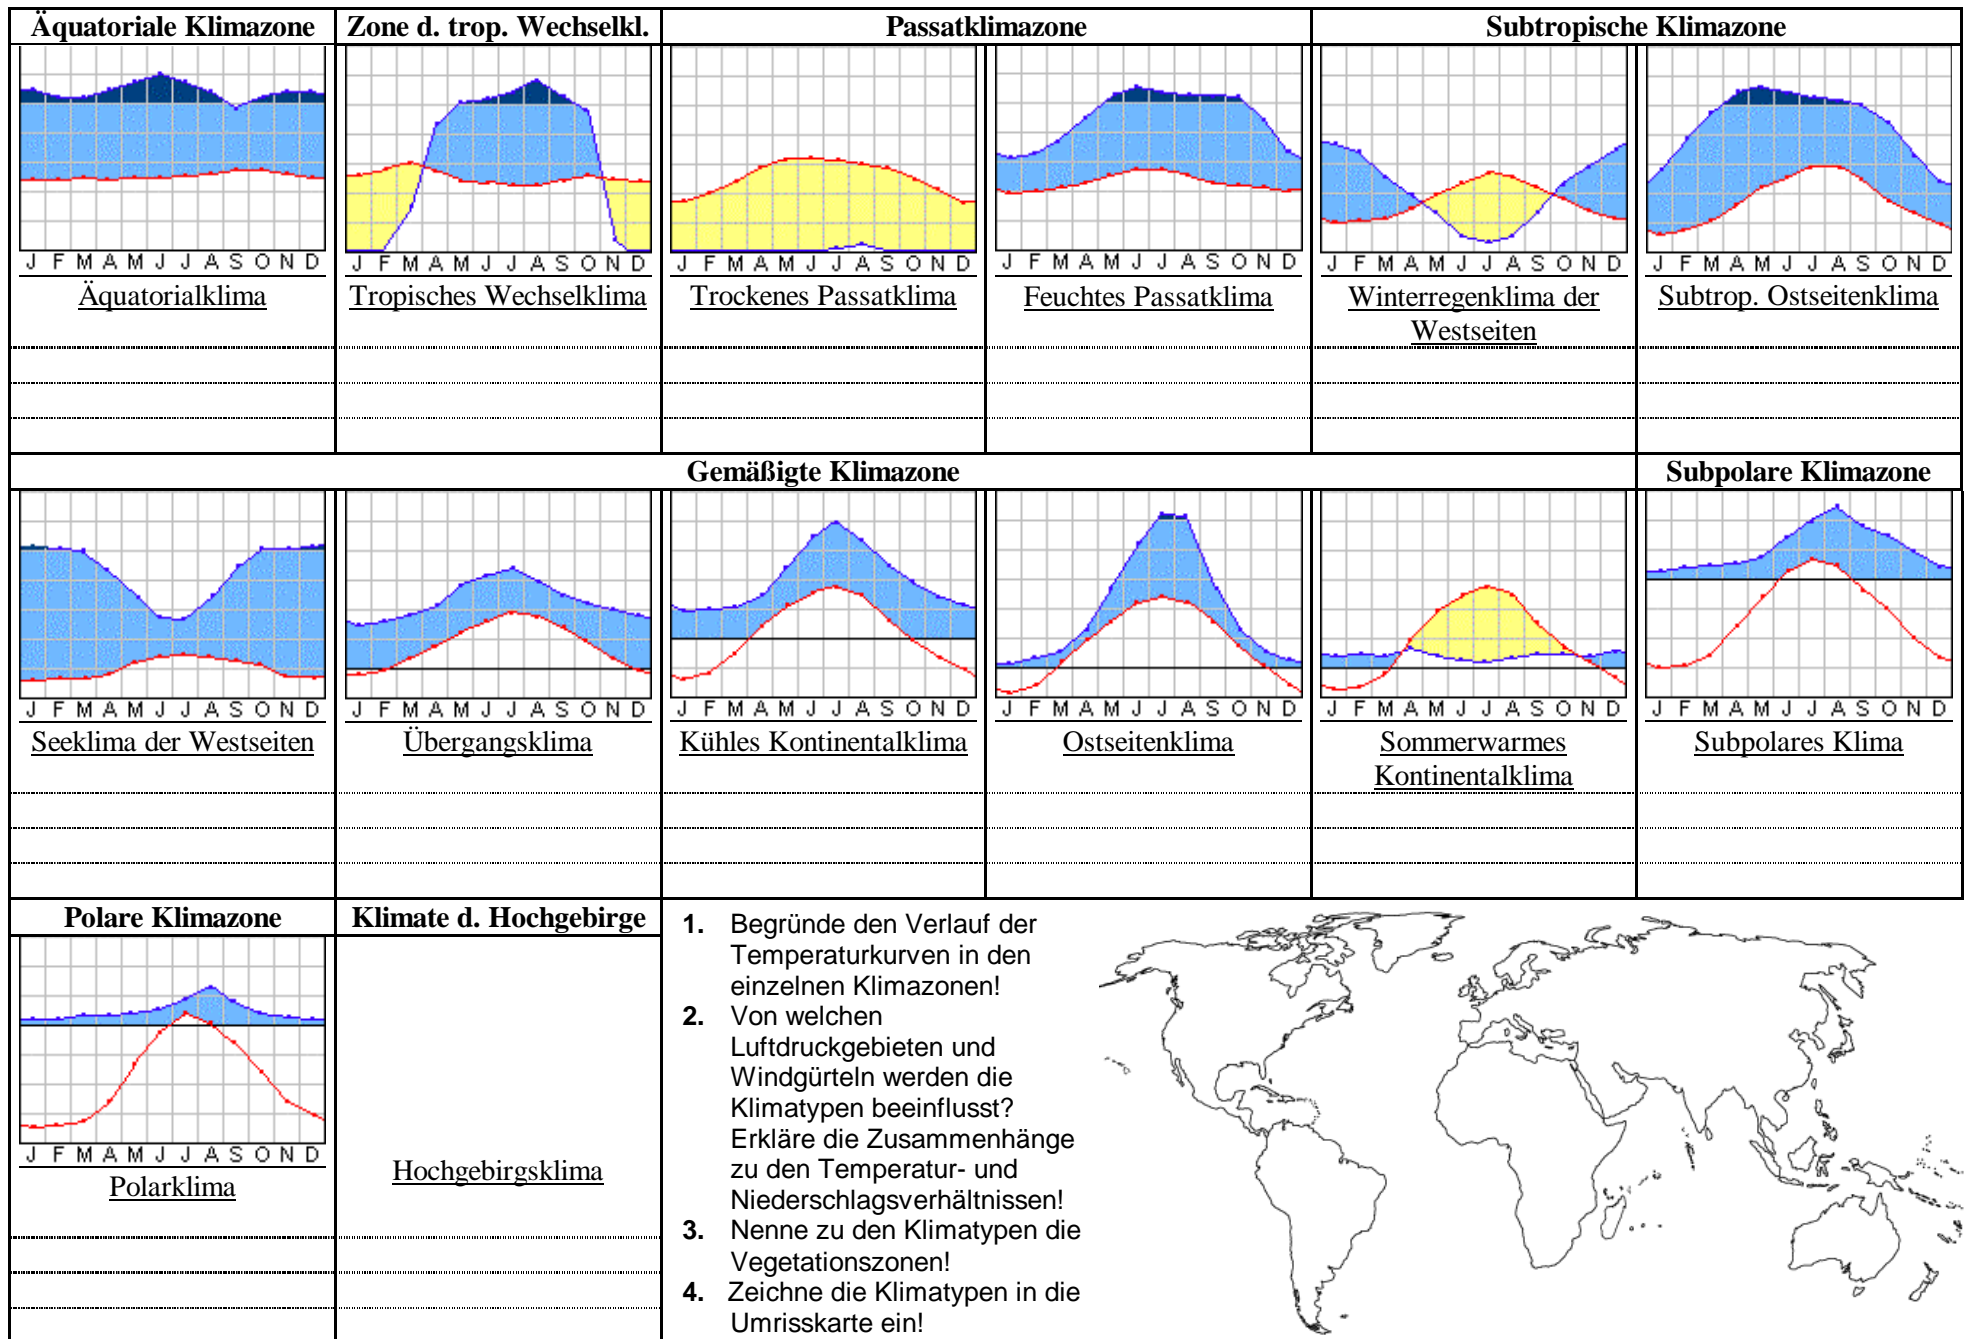 Äquatoriale Klimazone
Zone d. trop. Wechselkl.
Passatklimazone
Subtropische Klimazone
J F M A M J J A S O N D
J F M A M J J A S O N D
J F M A M J J A S O N D
J F M A M J J A S O N D
J F M A M J J A S O N D
J F M A M J J A S O N D
Äquatorialklima
Tropisches Wechselklima
Trockenes Passatklima
Feuchtes Passatklima
Winterregenklima der
Westseiten
Subtrop. Ostseitenklima
Gemäßigte Klimazone
Subpolare Klimazone
J F M A M J J A S O N D
J F M A M J J A S O N D
J F M A M J J A S O N D
J F M A M J J A S O N D
J F M A M J J A S O N D
J F M A M J J A S O N D
Seeklima der Westseiten
Übergangsklima
Kühles Kontinentalklima
Ostseitenklima
Sommerwarmes
Kontinentalklima
Subpolares Klima
Polare Klimazone
Klimate d. Hochgebirge
J F M A M J J A S O N D
Polarklima
Hochgebirgsklima
1. Begründe den Verlauf der
Temperaturkurven in den
einzelnen Klimazonen!
2. Von welchen
Luftdruckgebieten und
Windgürteln werden die
Klimatypen beeinflusst?
Erkläre die Zusammenhänge
zu den Temperatur- und
Niederschlagsverhältnissen!
3. Nenne zu den Klimatypen die
Vegetationszonen!
4. Zeichne die Klimatypen in die
Umrisskarte ein!